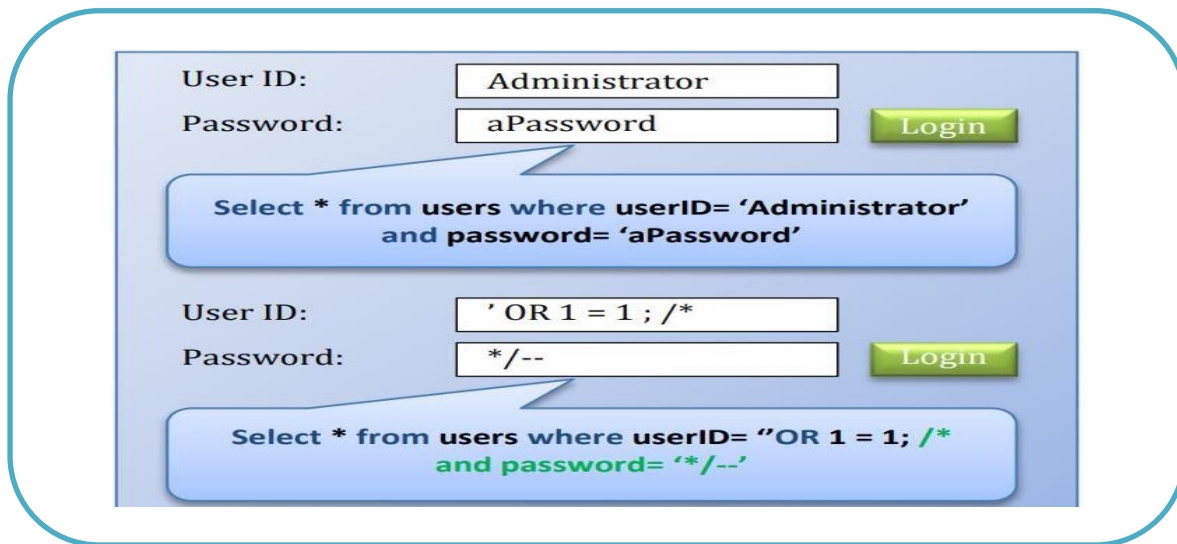 User ID:
Administrator
Password:
aPassword
Login
Select * from users where userID= ‘Administrator’
and password= ‘aPassword’
User ID:
’ OR 1 = 1 ; /*
Password:
*/--
Login
Select * from users where userID= ‘’OR 1 = 1; /*
and password= ‘*/--’